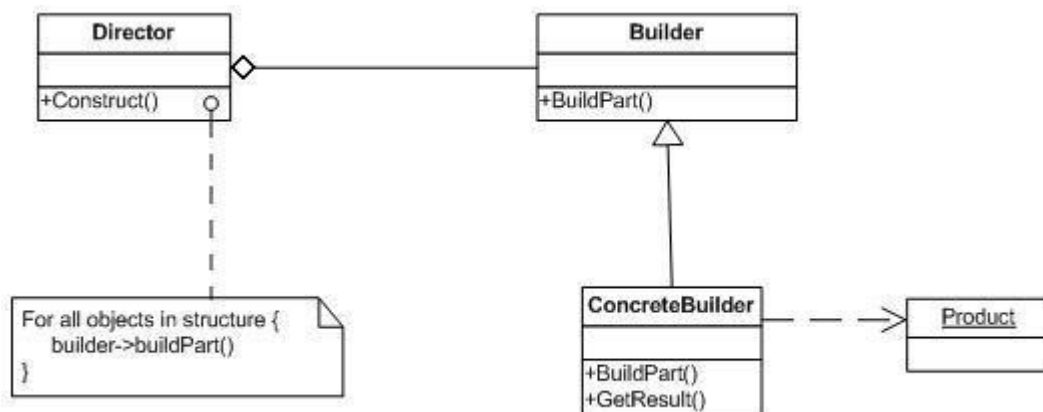 Director
+Construct()
Builder
+BuildPart()
For all objects in structure {
builder->buildPart()
}
ConcreteBuilder
+BuildPart()
+GetResult()
Product